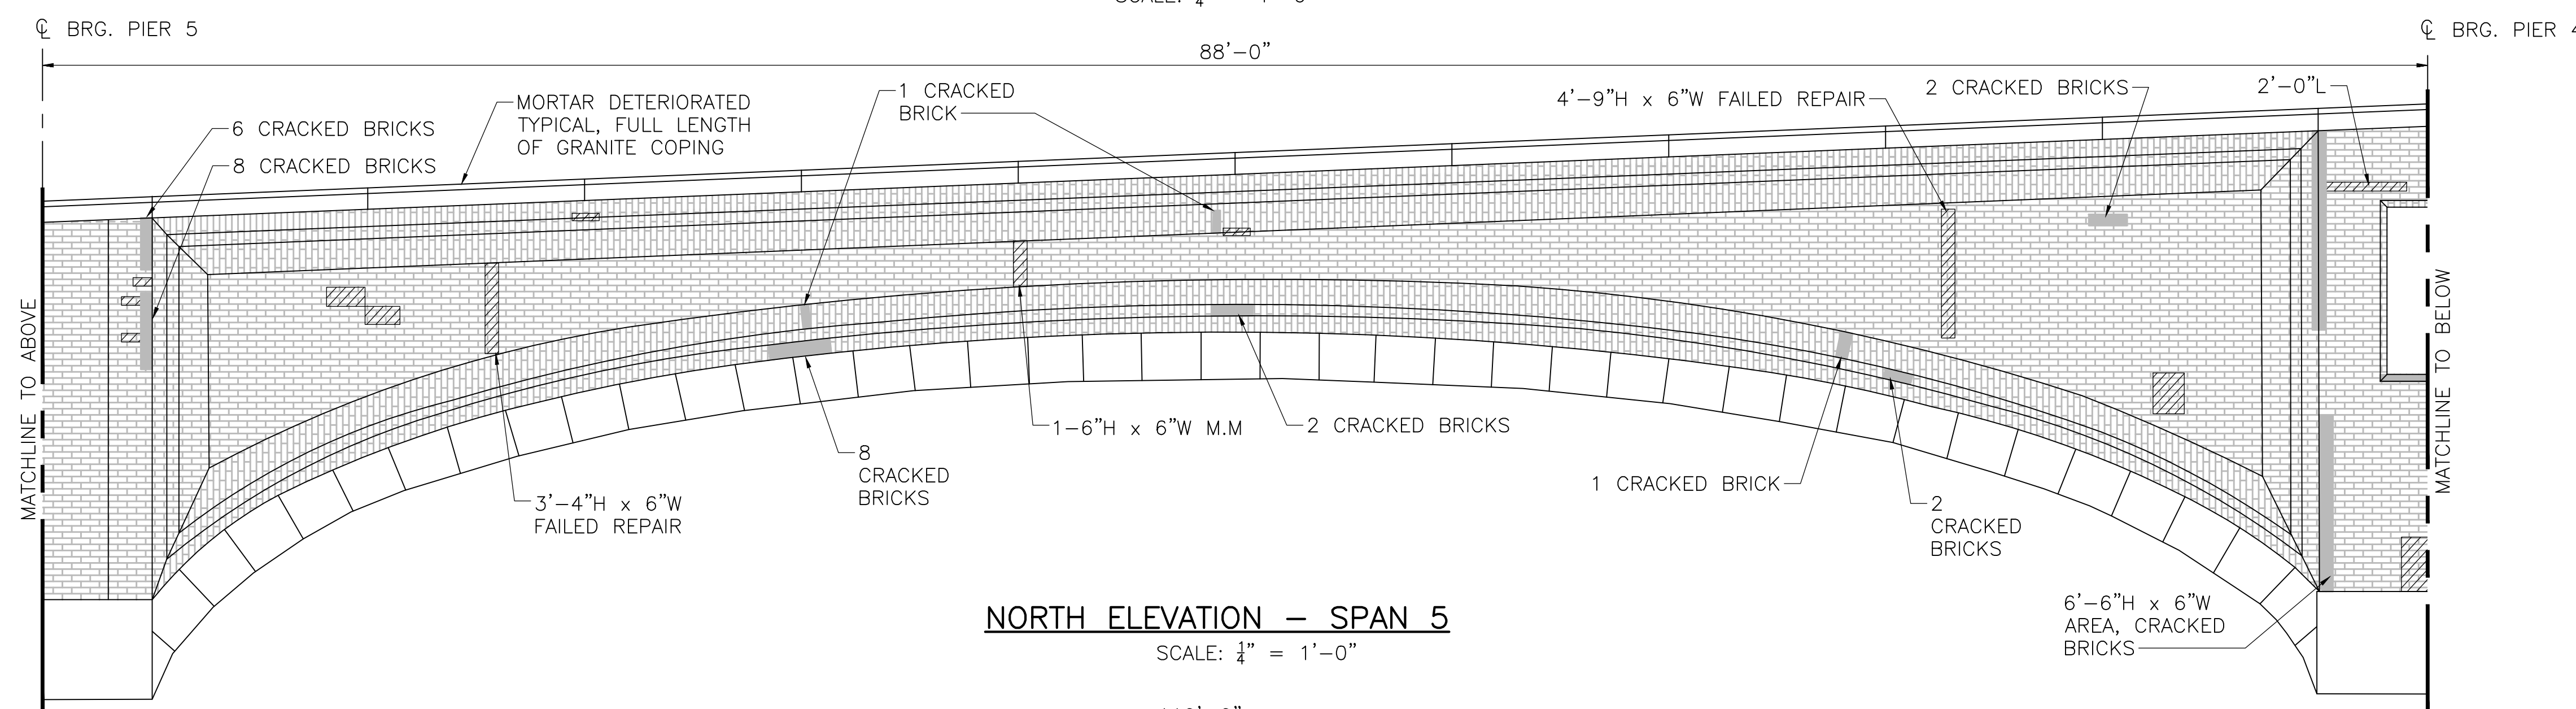 ℄ BRG. PIER 5
88’-0”
6 CRACKED BRICKS
8 CRACKED BRICKS
MORTAR DETERIORATED
TYPICAL, FULL LENGTH
OF GRANITE COPING
1 CRACKED
BRICK
4’-9”H x 6”W FAILED REPAIR
2 CRACKED BRICKS
2’-0”L
℄ BRG. PIER 4
MATCHLINE TO ABOVE
MATCHLINE TO BELOW
3’-4”H x 6”W
FAILED REPAIR
8
CRACKED
BRICKS
1-6”H x 6”W M.M
2 CRACKED BRICKS
1 CRACKED BRICK
2
CRACKED
BRICKS
6’-6”H x 6”W
AREA, CRACKED
BRICKS
NORTH ELEVATION - SPAN 5
SCALE: ¼” = 1’-0”